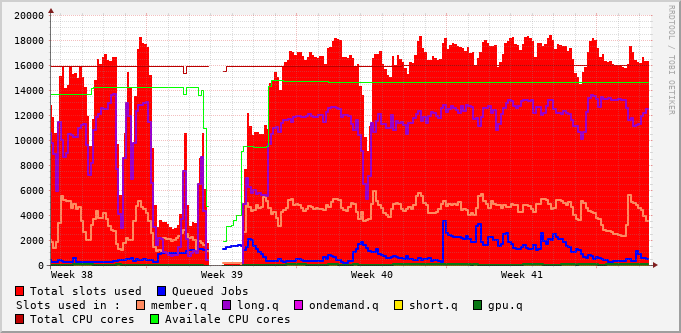 20000
18000
16000
14000
12000
10000
8000
6000
4000
2000
0
Week 38 Week 39 Week 40 Week 41
RRDTOOL / TOBI OETIKER
Total slots used Queued Jobs
Slots used in : member.q long.q ondemand.q short.q gpu.q
Total CPU cores Availale CPU cores